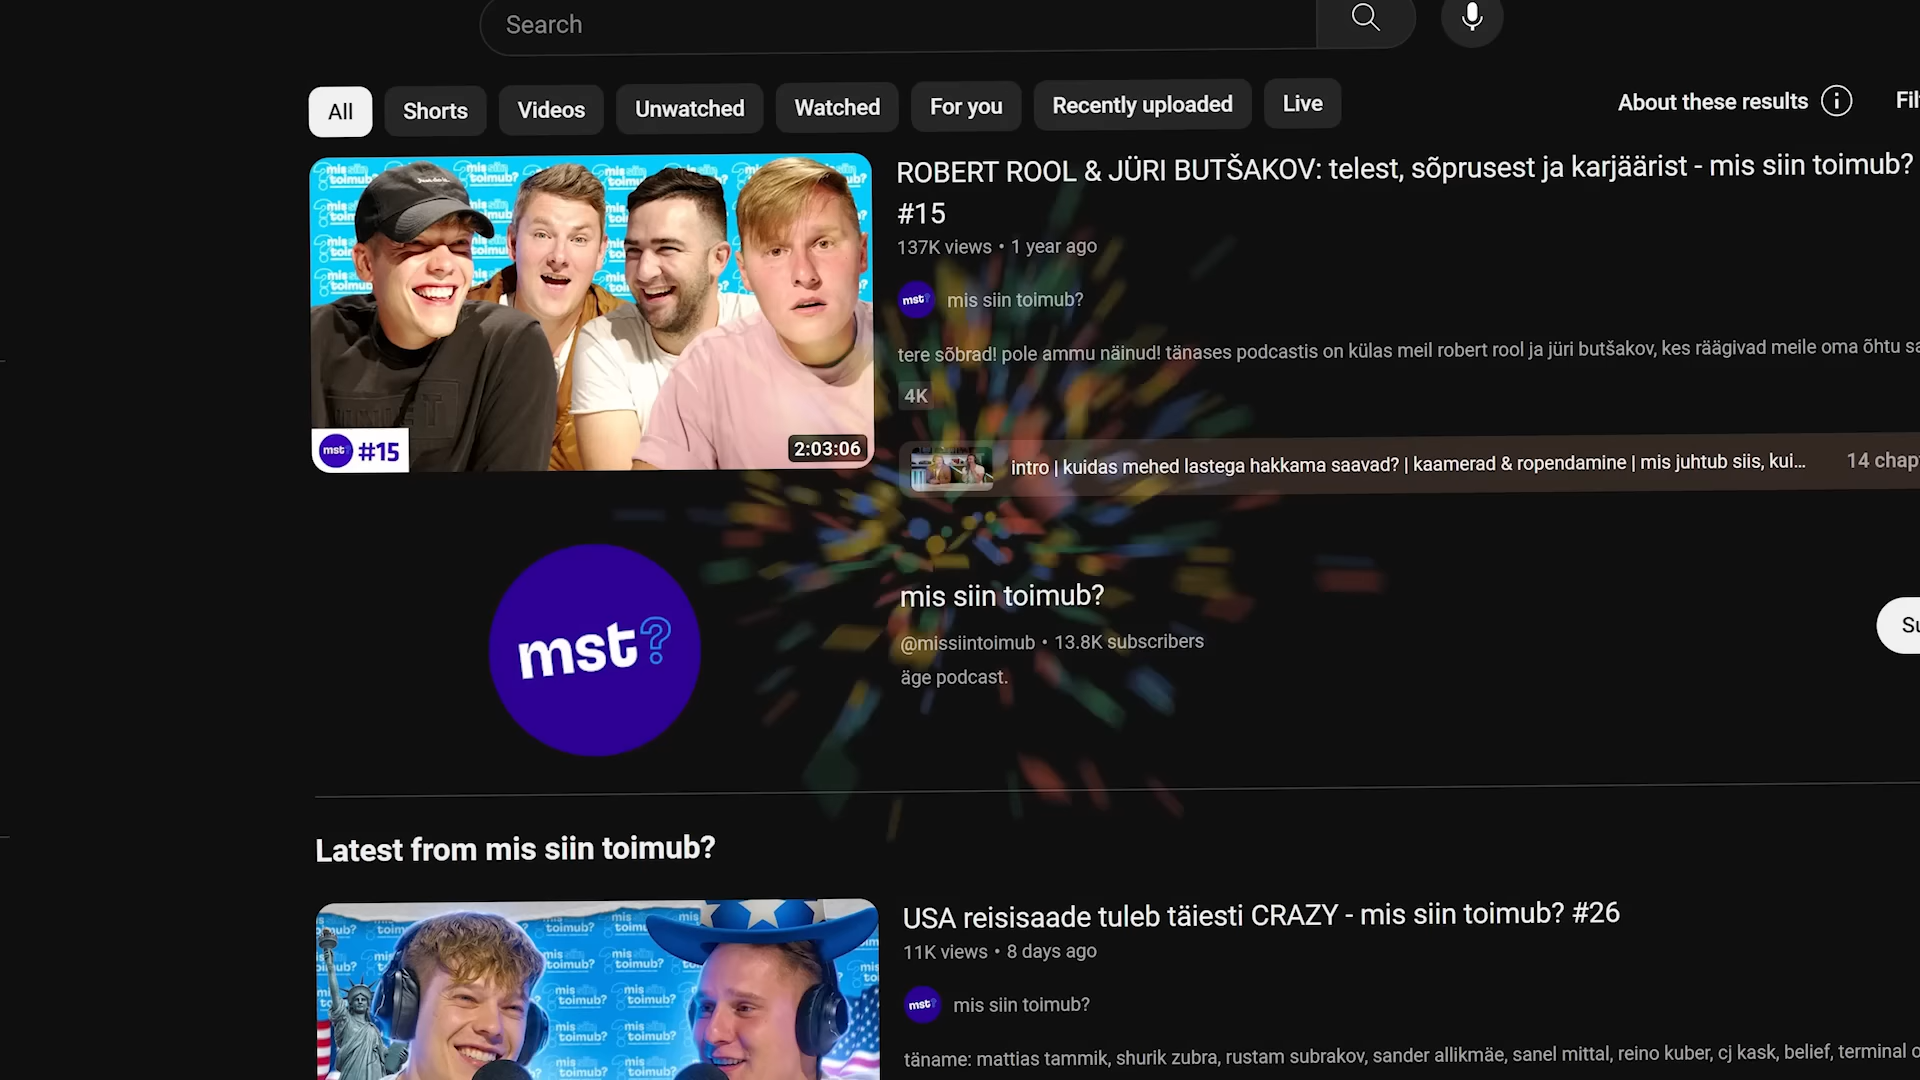 Search
All
Shorts
Videos
Unwatched
Watched
For you
Recently uploaded
Live
About these results
ROBERT ROOL & JÜRI BUTŠAKOV: telest, sõprusest ja karjäärist - mis siin toimub?
#15
137K views • 1 year ago
mst?
mis siin toimub?
tere sõbrad! pole ammu näinud! tänases podcastis on külas meil robert rool ja jüri butšakov, kes räägivad meile oma õhtu
4K
mst? #15
2:03:06
intro | kuidas mehed lastega hakkama saavad? | kaamerad & ropendamine | mis juhtub siis, kui...
14 chap
mst?
mis siin toimub?
@missiintoimub • 13.8K subscribers
äge podcast.
Su
Latest from mis siin toimub?
USA reisisaade tuleb täiesti CRAZY - mis siin toimub? #26
11K views • 8 days ago
mst?
mis siin toimub?
täname: mattias tammik, shurik zubra, rustam subrakov, sander allikmäe, sanel mittal, reino kuber, cj kask, belief, terminal